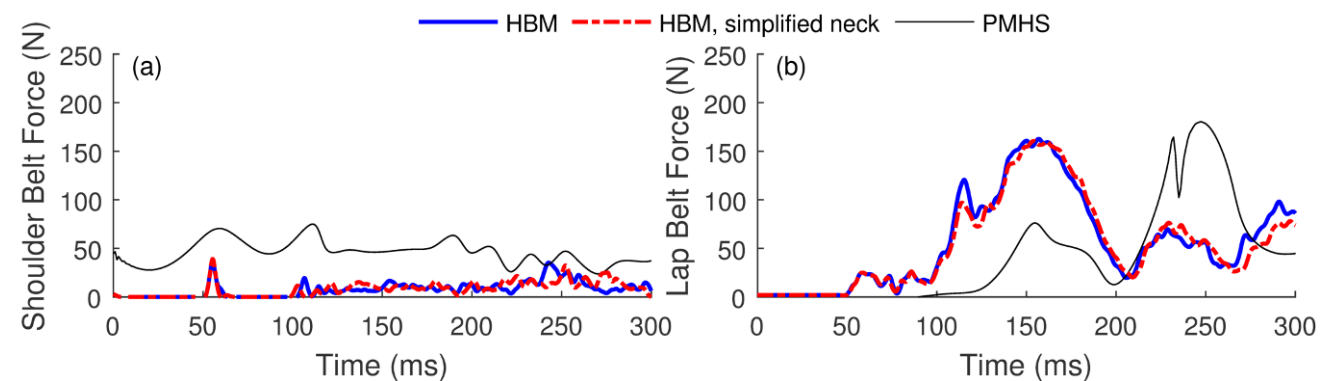 HBM HBM, simplified neck PMHS
Shoulder Belt Force (N)
250
200
150
100
50
0
(a)
0 50 100 150 200 250 300
Time (ms)
Lap Belt Force (N)
250
200
150
100
50
0
(b)
0 50 100 150 200 250 300
Time (ms)